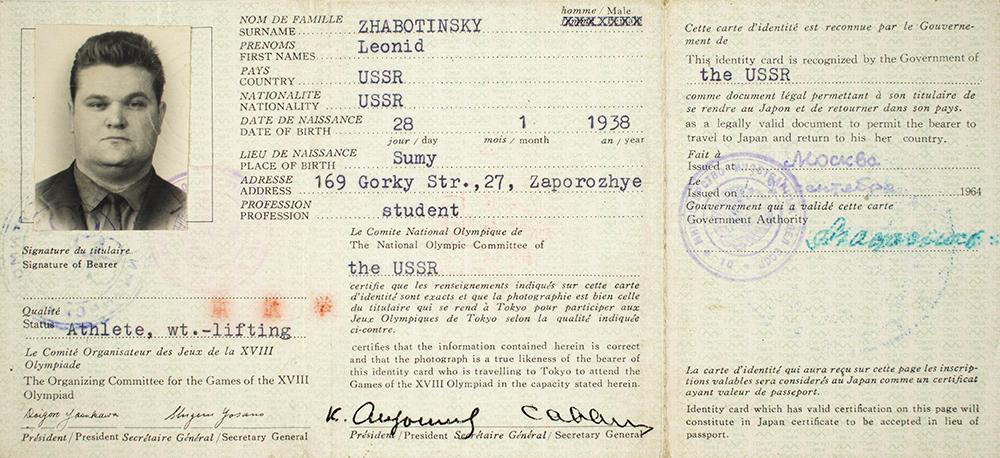 Signature du titulaire
Signature of Bearer
Qualité
Status Athlete, wt.-lifting
Le Comité Organisateur des Jeux de la XVIII
Olympiade
The Organizing Committee for the Games of the XVIII
Olympiad
Président/President Secrétaire Général/Secretary General
homme / Male
NOM DE FAMILLE
SURNAME ZHABOTINSKY
PRENOMS
FIRST NAMES Leonid
PAYS
COUNTRY USSR
NATIONALITE
NATIONALITY USSR
DATE DE NAISSANCE
DATE OF BIRTH 28 1 1938
jour / day mois / month an / year
LIEU DE NAISSANCE
PLACE OF BIRTH Sumy
ADRESSE
ADDRESS 169 Gorky Str.,27, Zaporozhye
PROFESSION
PROFESSION student
Le Comite National Olympique de
The National Olympic Committee of
the USSR
certifie que les renseignements indiqués sur cette carte
d'identité sont exacts et que la photographie est bien celle
du titulaire qui se rend à Tokyo pour participer aux
Jeux Olympiques de Tokyo selon la qualité indiquée
ci-contre.
certifies that the information contained herein is correct
and that the photograph is a true likeness of the bearer of
this identity card who is travelling to Tokyo to attend the
Games of the XVIII Olympiad in the capacity stated herein.
Président/President Secrétaire Général/Secretary General
Cette carte d'identité est reconnue par le Gouverne-
ment de
This identity card is recognized by the Government of
the USSR
comme document légal permettant à son titulaire de
se rendre au Japon et de retourner dans son pays.
as a legally valid document to permit the bearer to
travel to Japan and return to his her country.
Fait à
Issued at Москва
Le
Issued on сентября 1964
Gouvernement qui a validé cette carte
Government Authority
La carte d'identité qui aura reçu sur cette page les inscrip-
tions valables sera considérés au Japan comme un certificat
ayant valeur de passeport.
Identity card which has valid certification on this page will
constitute in Japan certificate to be accepted in lieu of
passport.